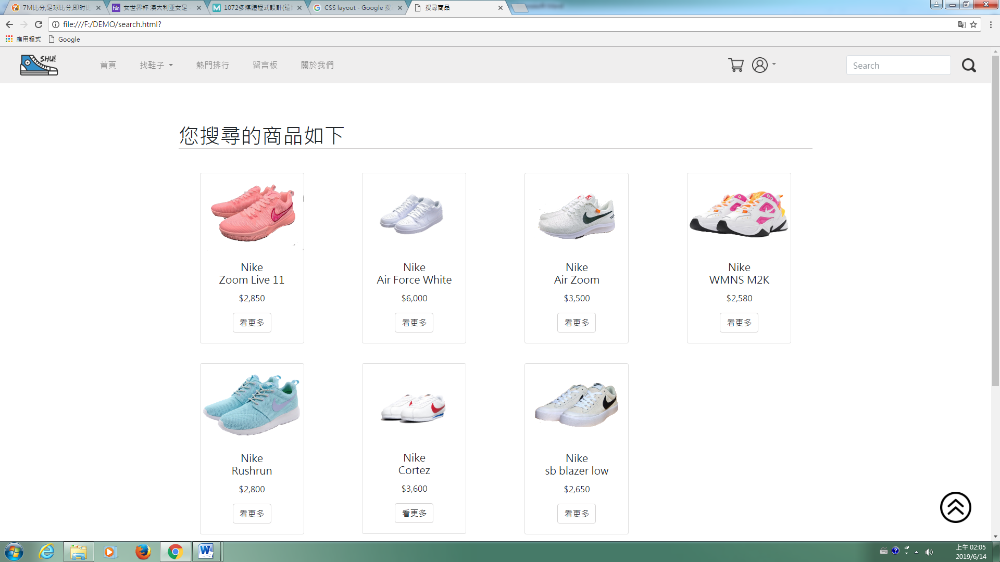 7M比分,足球比分,即时比
女世界杯 澳大利亚女足 -
1072多媒體程式設計(遠
CSS layout - Google 搜尋
搜尋商品
file:///F:/DEMO/search.html?
應用程式
Google
SHU!
首頁
找鞋子
熱門排行
留言板
關於我們
Search
您搜尋的商品如下
Nike
Zoom Live 11
$2,850
看更多
Nike
Air Force White
$6,000
看更多
Nike
Air Zoom
$3,500
看更多
Nike
WMNS M2K
$2,580
看更多
Nike
Rushrun
$2,800
看更多
Nike
Cortez
$3,600
看更多
Nike
sb blazer low
$2,650
看更多
上午 02:05
2019/6/14